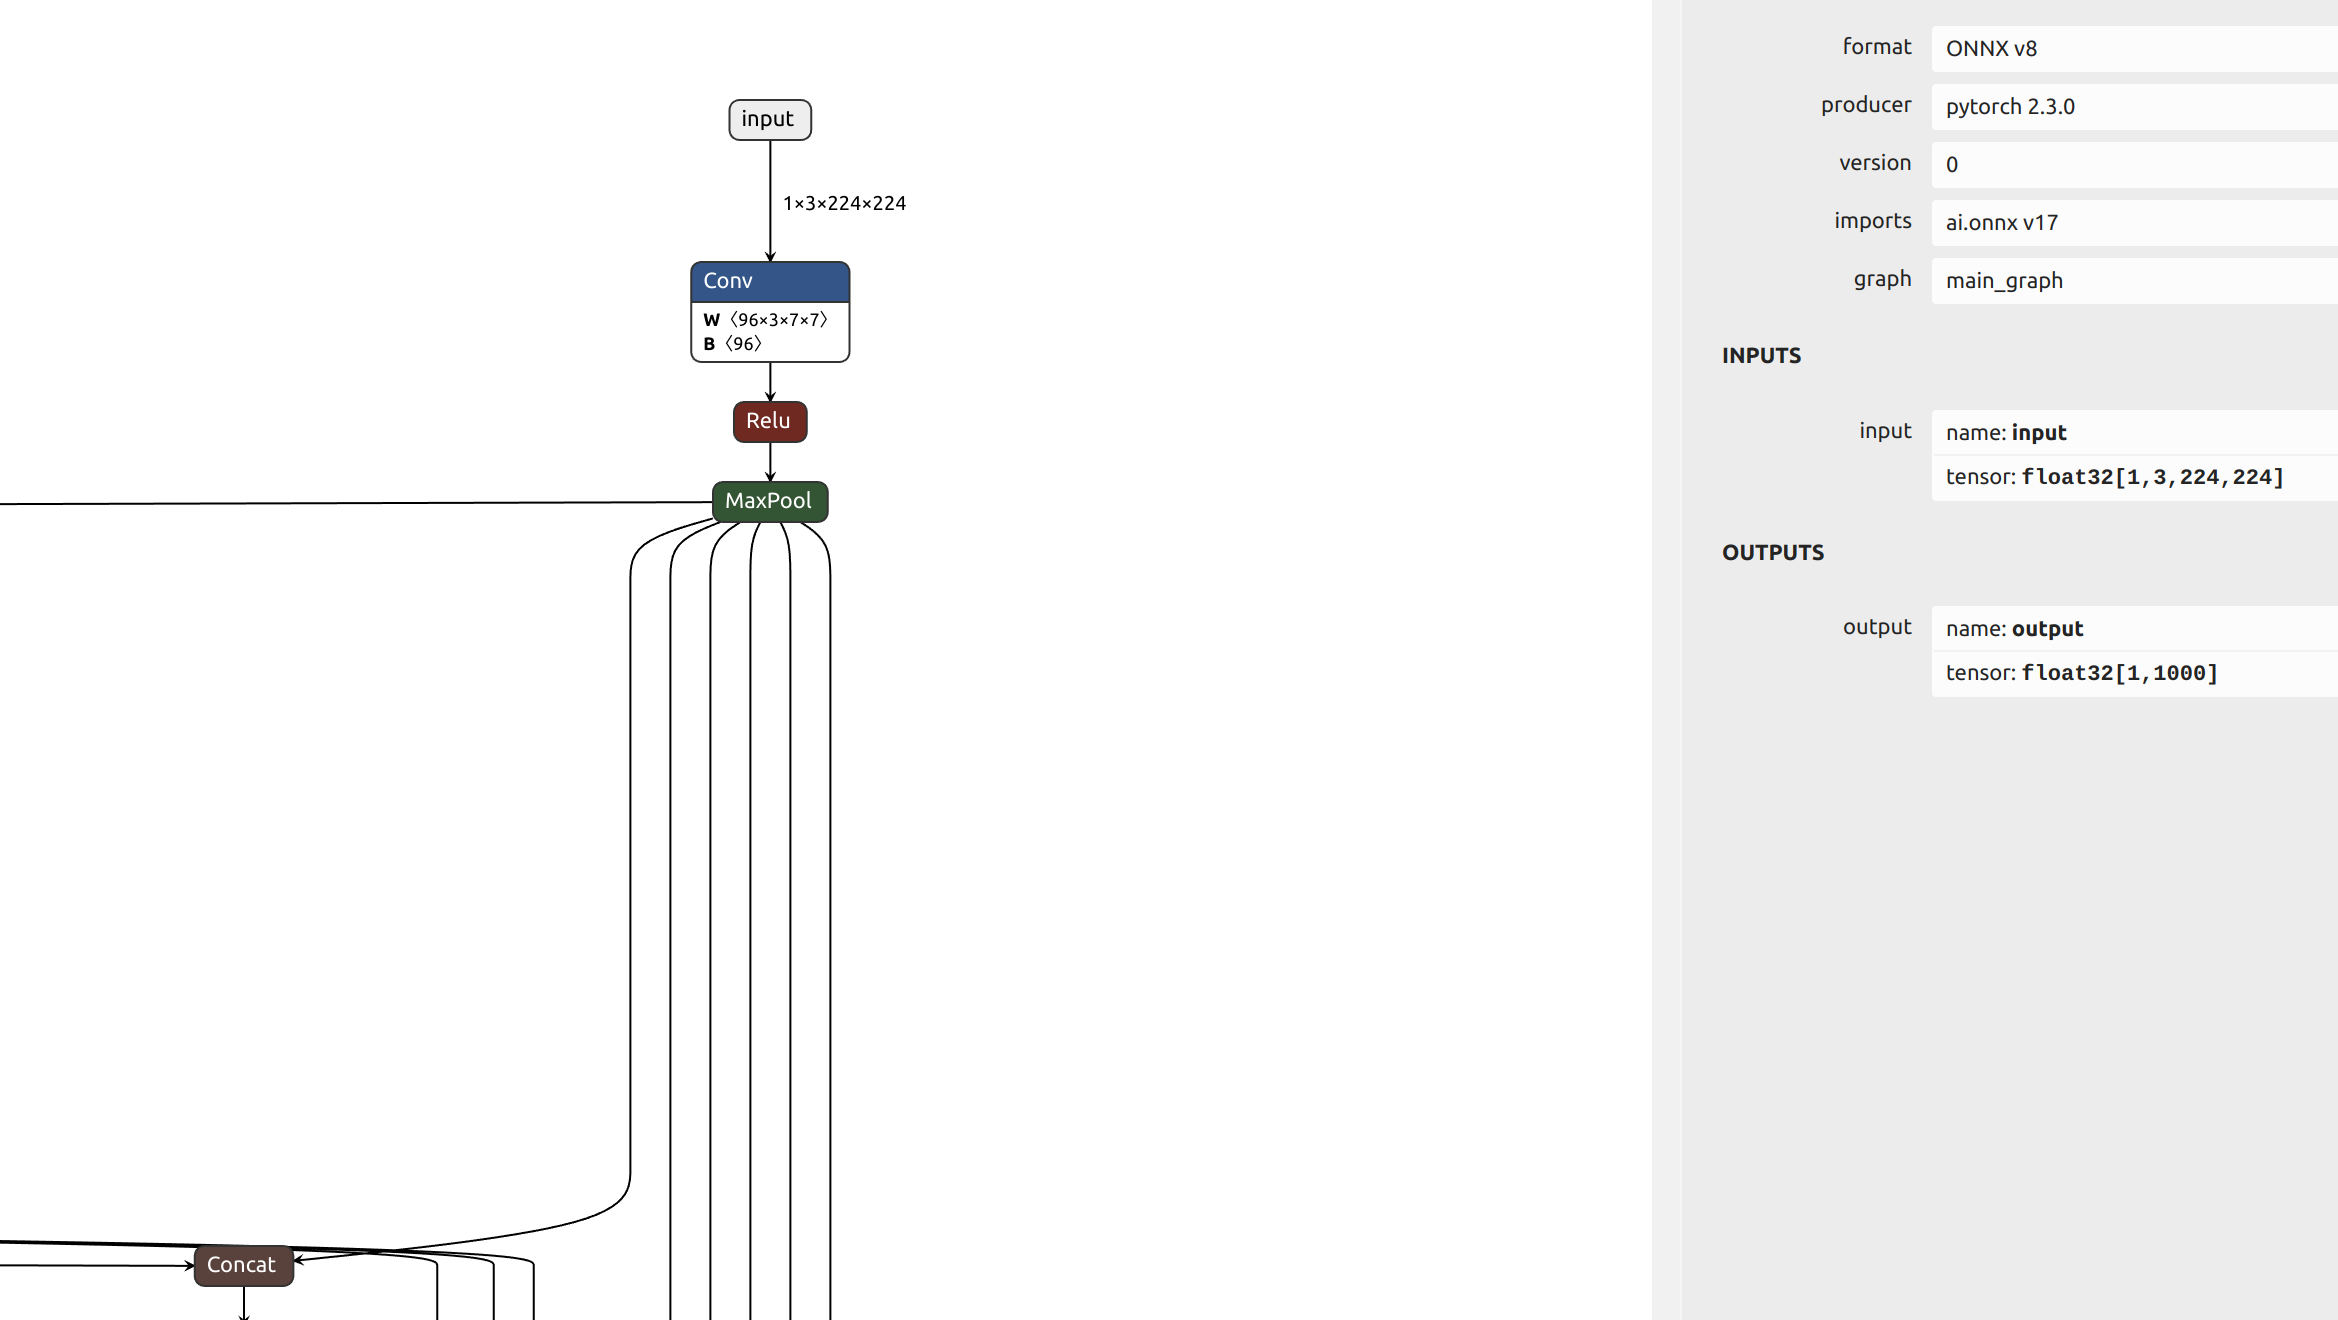 input
1×3×224×224
Conv
W 〈96×3×7×7〉
B 〈96〉
Relu
MaxPool
Concat
format ONNX v8
producer pytorch 2.3.0
version 0
imports ai.onnx v17
graph main_graph
INPUTS
input name: input
tensor: float32[1,3,224,224]
OUTPUTS
output name: output
tensor: float32[1,1000]